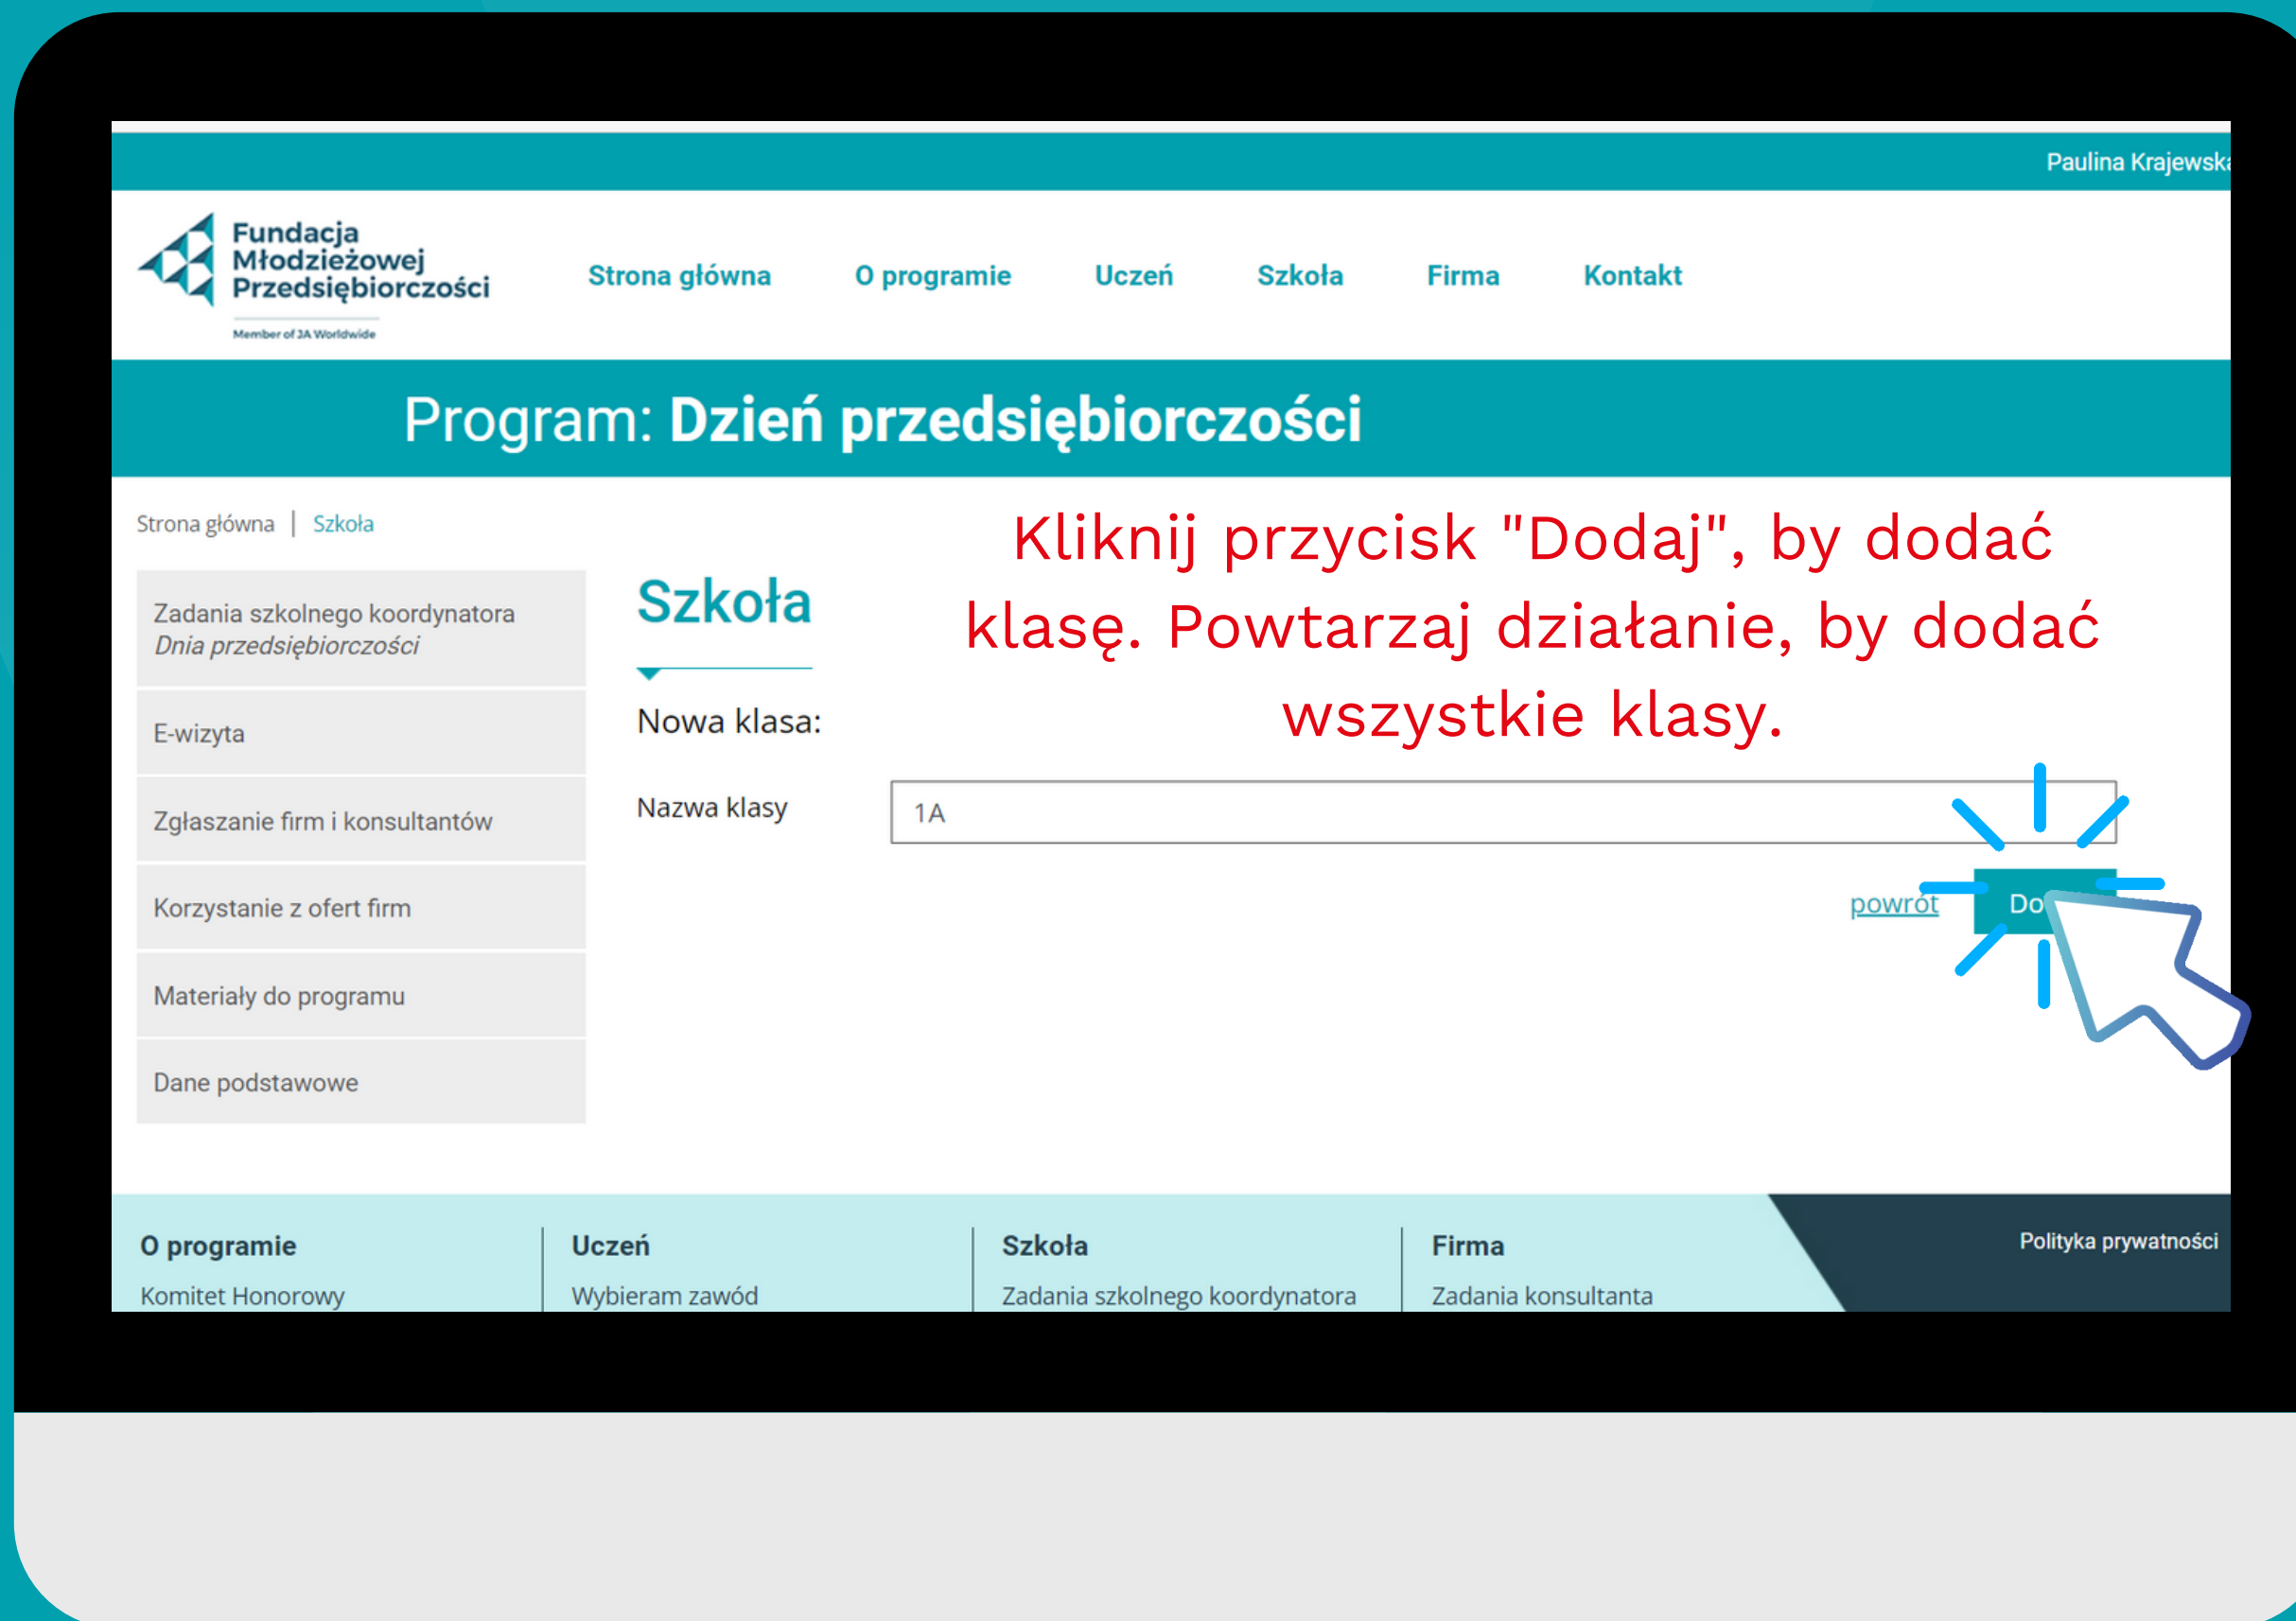 Paulina Krajewska
Fundacja
Młodzieżowej
Przedsiębiorczości
Member of JA Worldwide
Strona główna O programie Uczeń Szkoła Firma Kontakt
Program: Dzień przedsiębiorczości
Strona główna | Szkoła
Kliknij przycisk "Dodaj", by dodać
klasę. Powtarzaj działanie, by dodać
wszystkie klasy.
Zadania szkolnego koordynatora
Dnia przedsiębiorczości
E-wizyta
Zgłaszanie firm i konsultantów
Korzystanie z ofert firm
Materiały do programu
Dane podstawowe
Szkoła
Nowa klasa:
Nazwa klasy 1A
powrót Do
O programie
Komitet Honorowy
Uczeń
Wybieram zawód
Szkoła
Zadania szkolnego koordynatora
Firma
Zadania konsultanta
Polityka prywatności